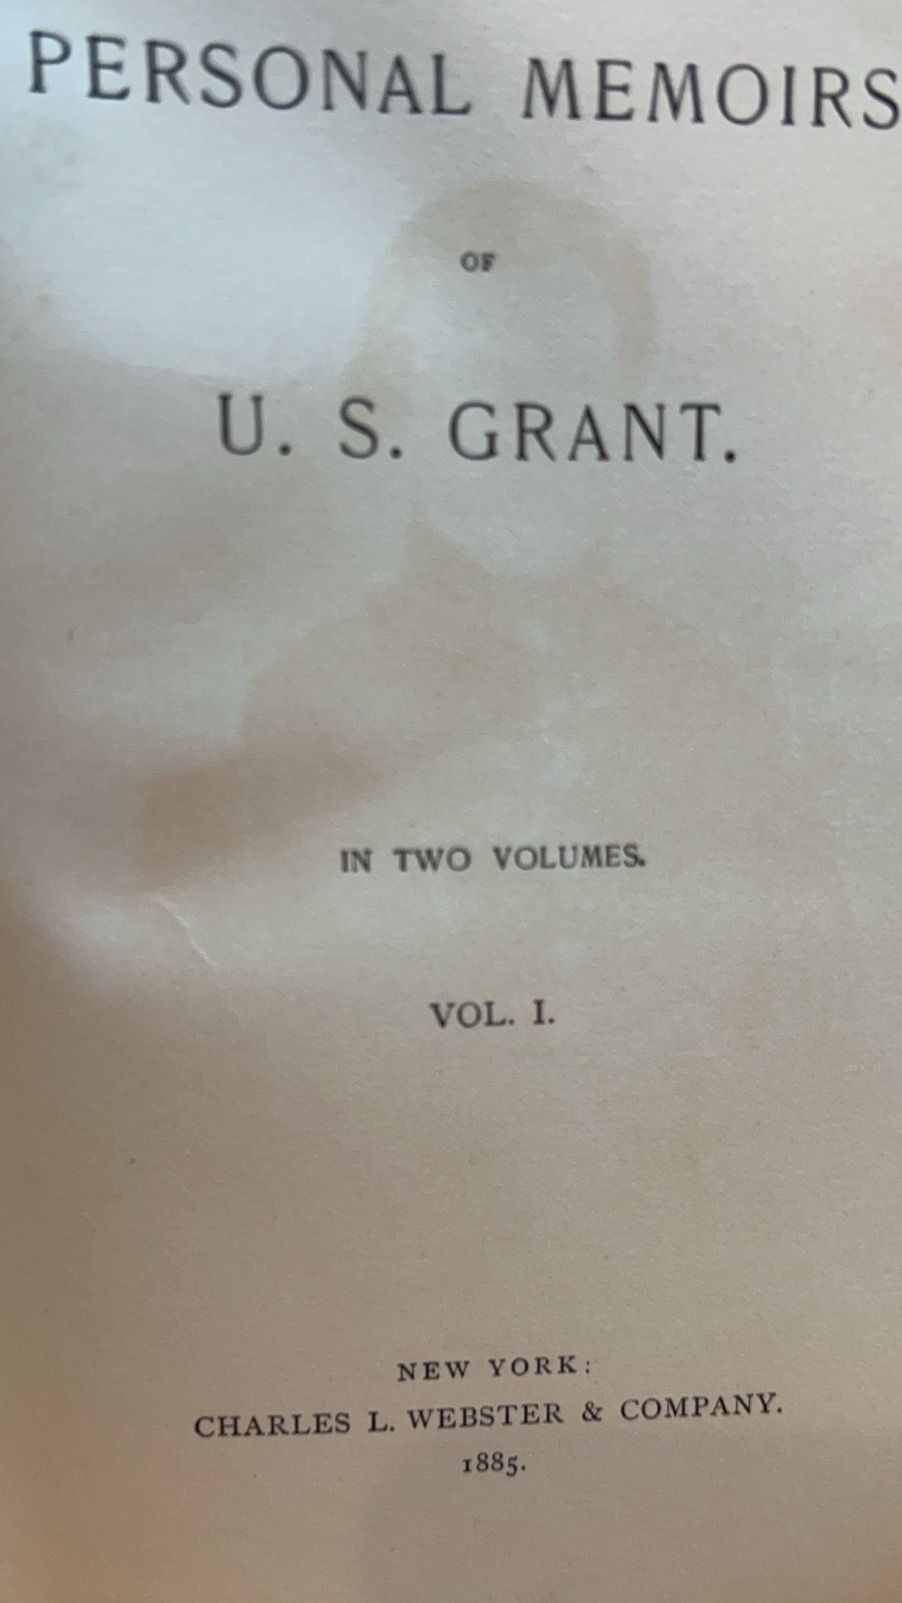 PERSONAL MEMOIRS
OF
U. S. GRANT.
IN TWO VOLUMES.
VOL. I.
NEW YORK:
CHARLES L. WEBSTER & COMPANY.
1885.